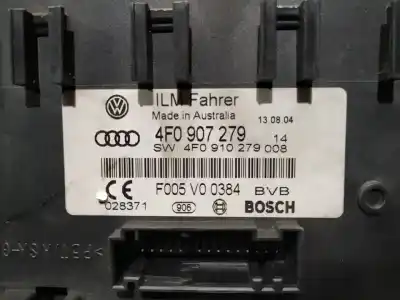 ILM Fahrer
Made in Australia 13.08.04
4F0 907 279 14
SW 4F0 910 279 008
F005 V0 0384 BVB
CE
028371 906 BOSCH